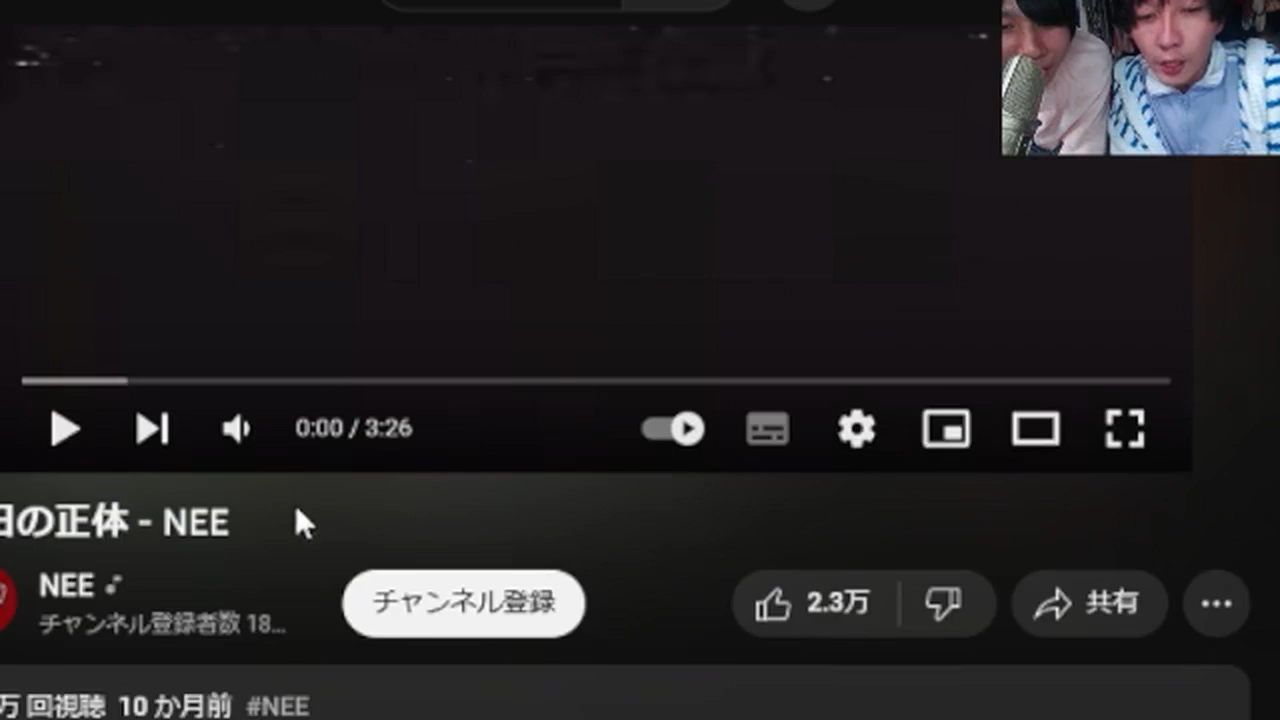 0:00 / 3:26
の正体 - NEE
NEE
チャンネル登録者数 18...
チャンネル登録
2.3万
共有
万 回視聴 10 か月前 #NEE